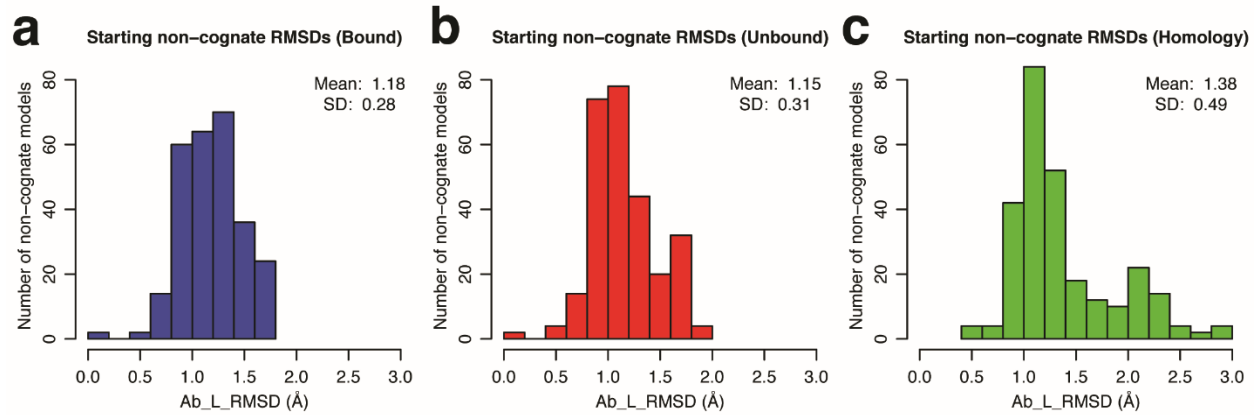 a
Starting non−cognate RMSDs (Bound)
Mean: 1.18
SD: 0.28
Number of non−cognate models
0
20
40
60
80
0.0 0.5 1.0 1.5 2.0 2.5 3.0
Ab_L_RMSD (Å)
b
Starting non−cognate RMSDs (Unbound)
Mean: 1.15
SD: 0.31
Number of non−cognate models
0
20
40
60
80
0.0 0.5 1.0 1.5 2.0 2.5 3.0
Ab_L_RMSD (Å)
c
Starting non−cognate RMSDs (Homology)
Mean: 1.38
SD: 0.49
Number of non−cognate models
0
20
40
60
80
0.0 0.5 1.0 1.5 2.0 2.5 3.0
Ab_L_RMSD (Å)